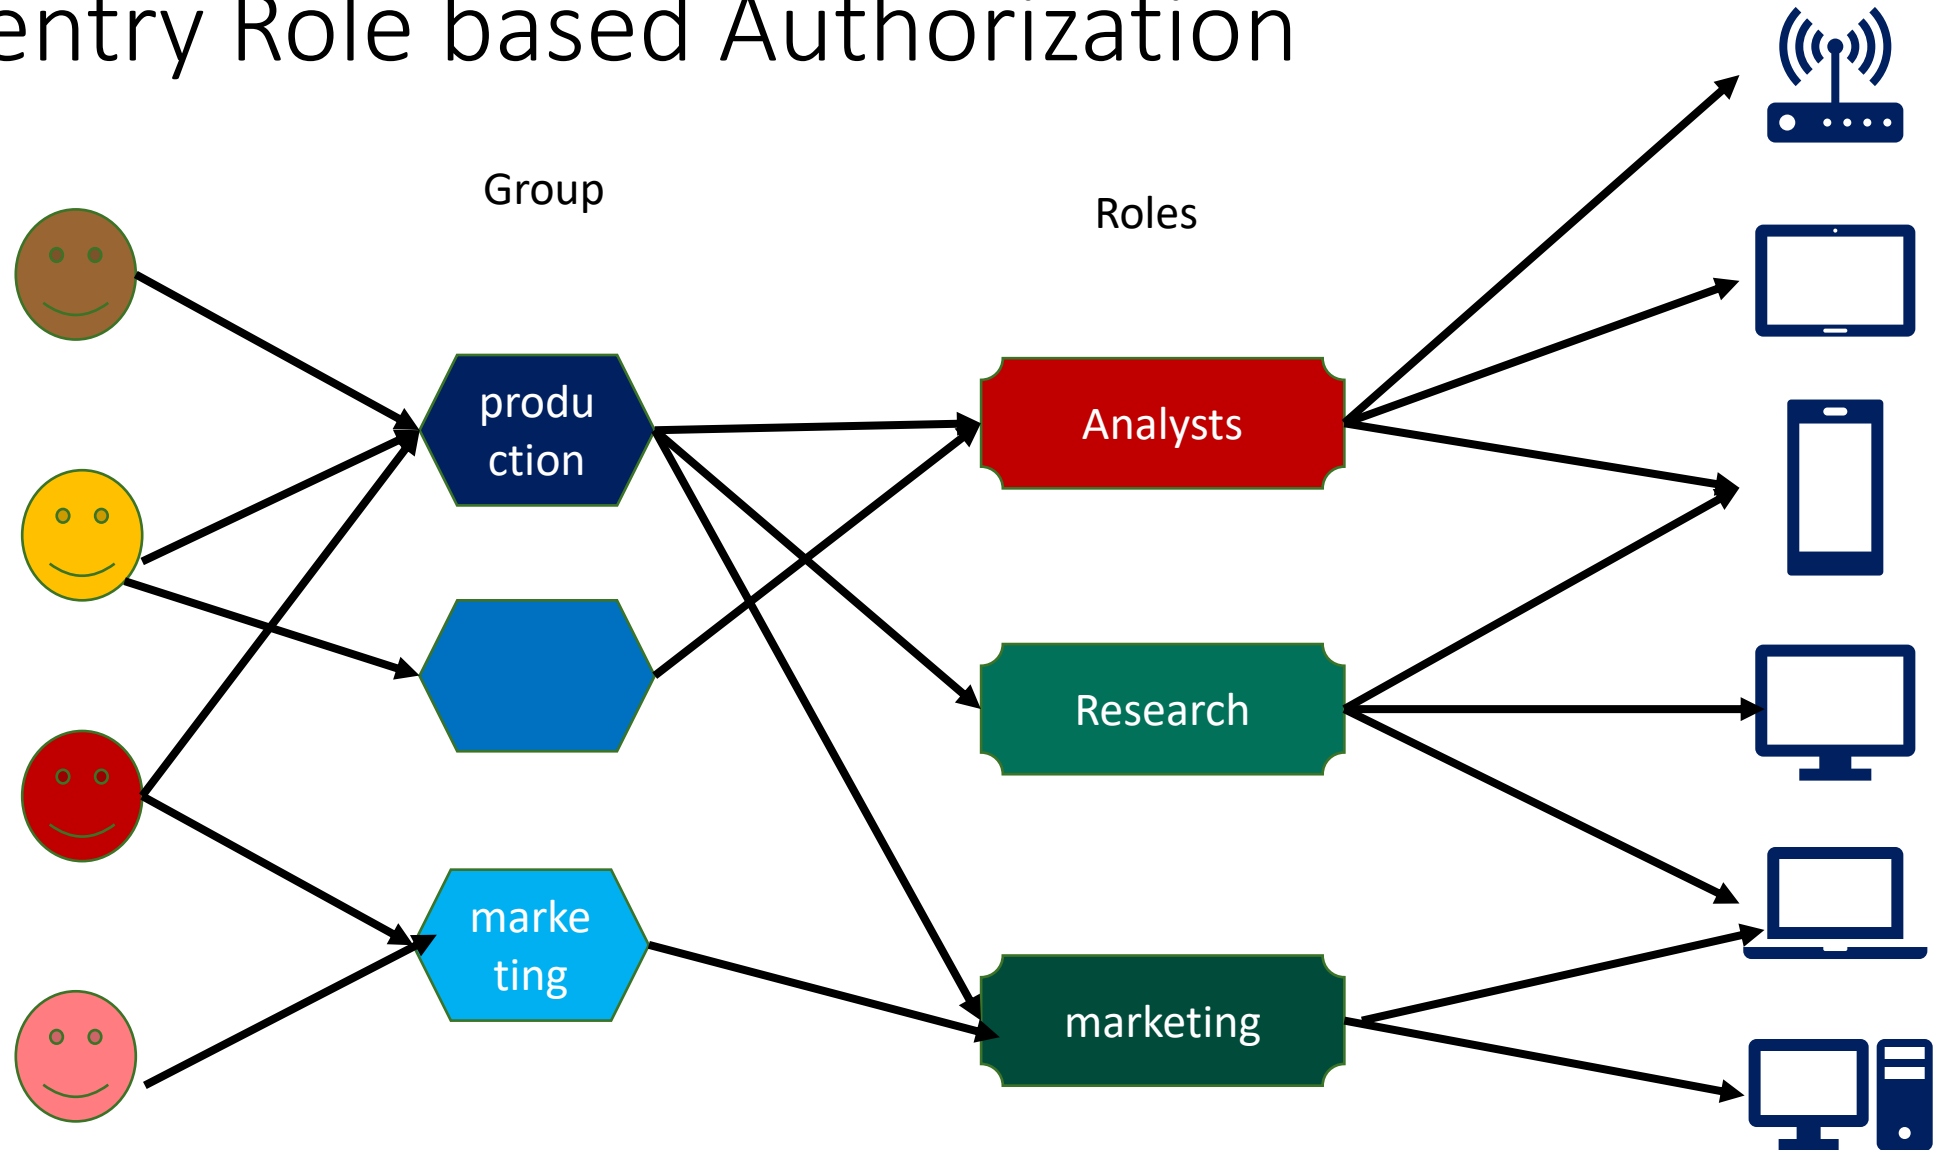 entry Role based Authorization
Group
Roles
produ
ction
Analysts
Research
marke
ting
marketing